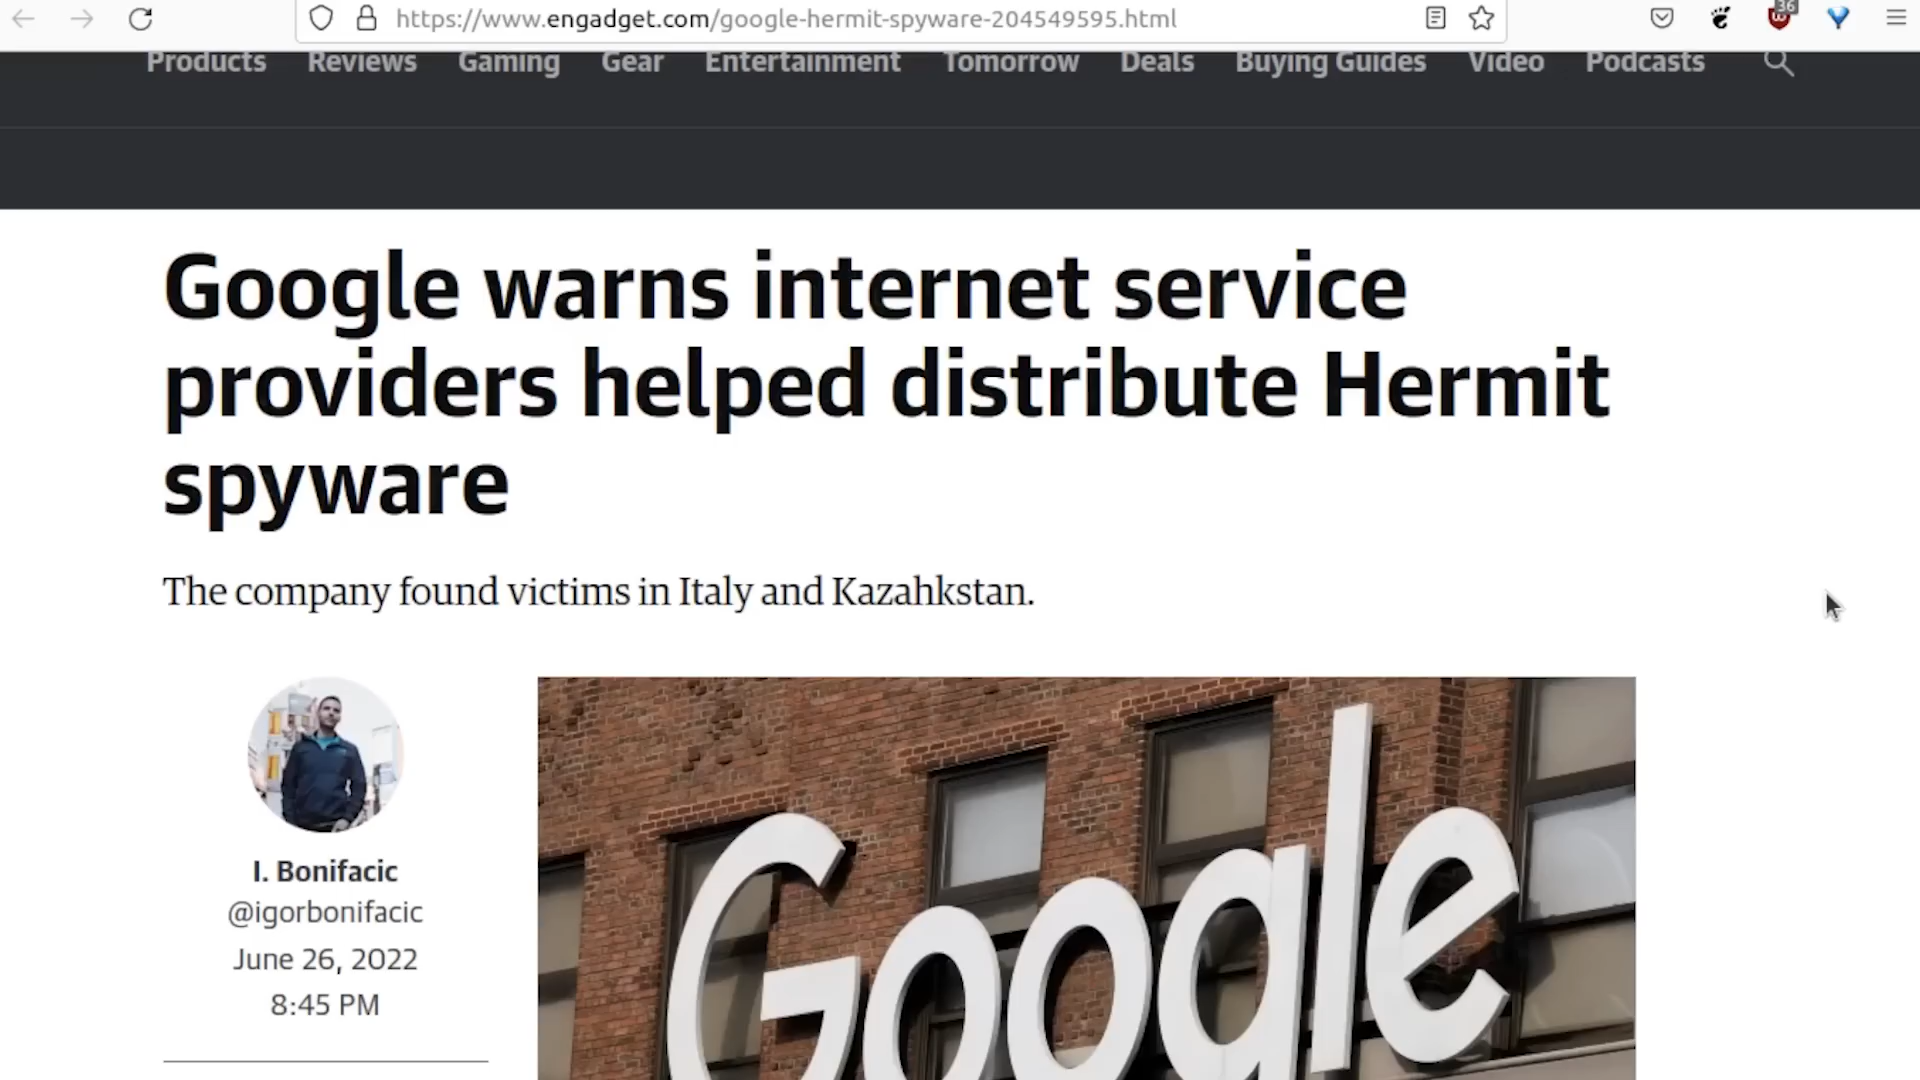 https://www.engadget.com/google-hermit-spyware-204549595.html
36
Products Reviews Gaming Gear Entertainment Tomorrow Deals Buying Guides Video Podcasts
Google warns internet service
providers helped distribute Hermit
spyware
The company found victims in Italy and Kazahkstan.
I. Bonifacic
@igorbonifacic
June 26, 2022
8:45 PM
Google